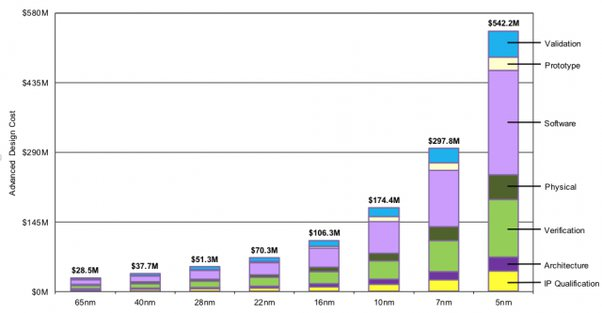 $580M
$435M
$290M
$145M
$0M
Advanced Design Cost
$28.5M
$37.7M
$51.3M
$70.3M
$106.3M
$174.4M
$297.8M
$542.2M
65nm 40nm 28nm 22nm 16nm 10nm 7nm 5nm
Validation
Prototype
Software
Physical
Verification
Architecture
IP Qualification